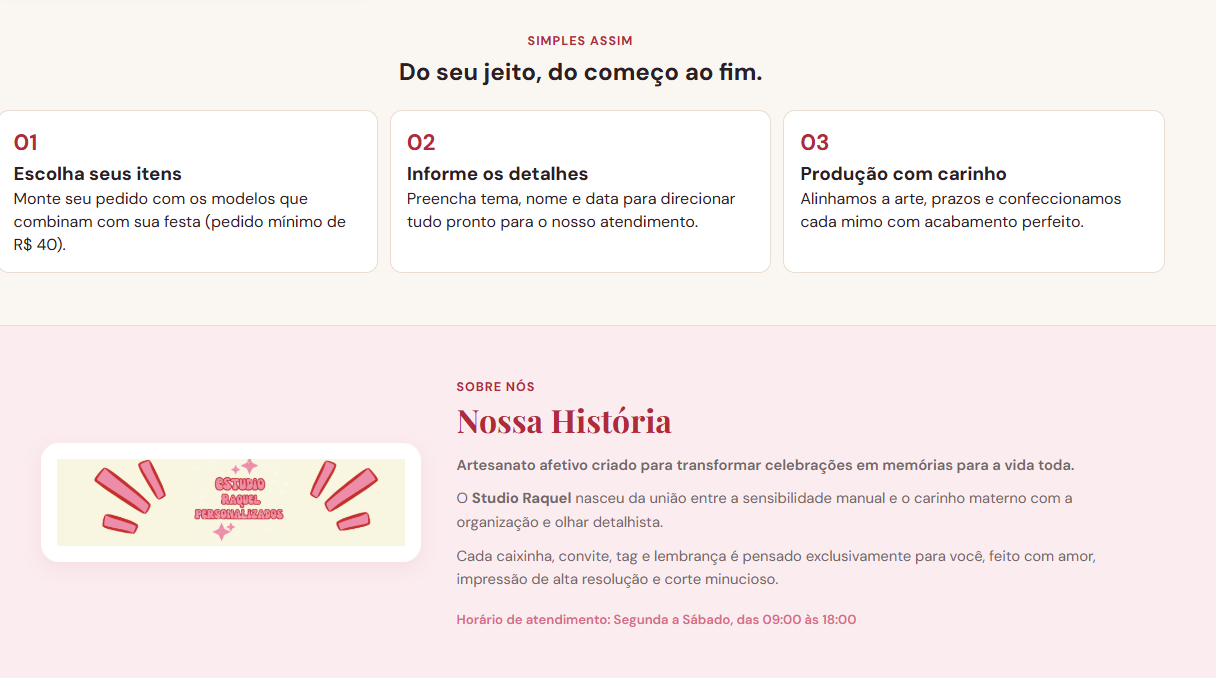 SIMPLES ASSIM
Do seu jeito, do começo ao fim.
01
Escolha seus itens
Monte seu pedido com os modelos que
combinam com sua festa (pedido mínimo de
R$ 40).
02
Informe os detalhes
Preencha tema, nome e data para direcionar
tudo pronto para o nosso atendimento.
03
Produção com carinho
Alinhamos a arte, prazos e confeccionamos
cada mimo com acabamento perfeito.
ESTUDIO
RAQUEL
PERSONALIZADOS
SOBRE NÓS
Nossa História
Artesanato afetivo criado para transformar celebrações em memórias para a vida toda.
O Studio Raquel nasceu da união entre a sensibilidade manual e o carinho materno com a
organização e olhar detalhista.
Cada caixinha, convite, tag e lembrança é pensado exclusivamente para você, feito com amor,
impressão de alta resolução e corte minucioso.
Horário de atendimento: Segunda a Sábado, das 09:00 às 18:00